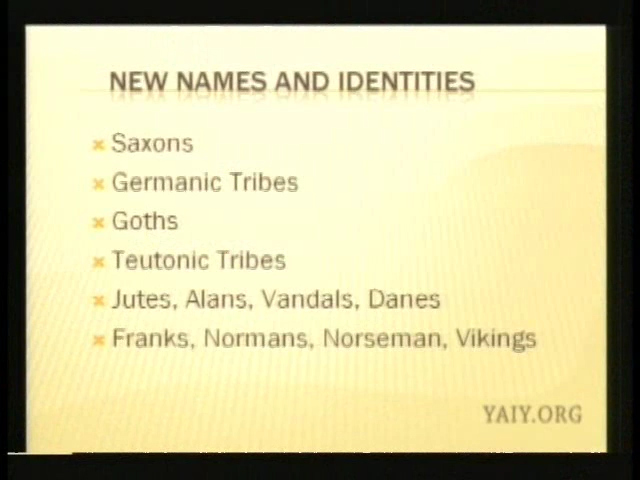 NEW NAMES AND IDENTITIES
Saxons
Germanic Tribes
Goths
Teutonic Tribes
Jutes, Alans, Vandals, Danes
Franks, Normans, Norseman, Vikings
YAIY.ORG